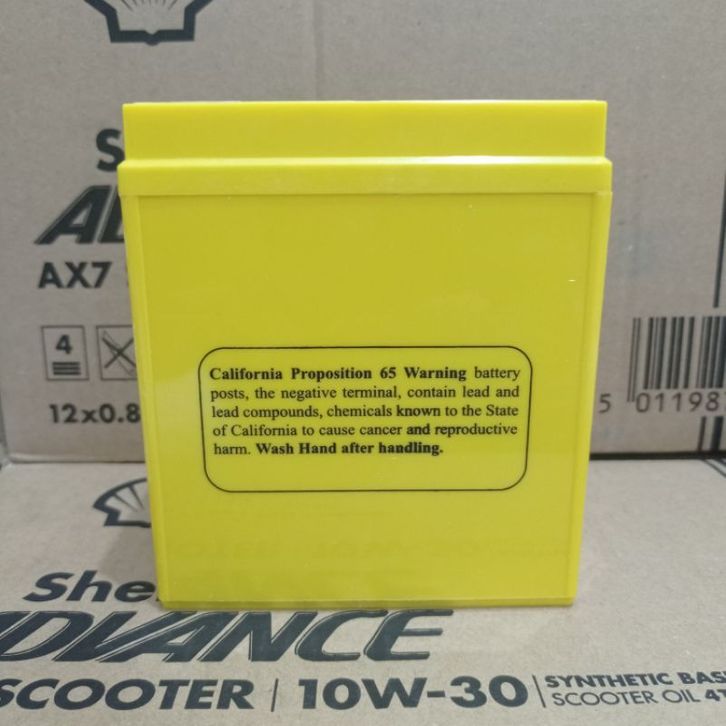 AX7
4
12x0.8
5 01198
California Proposition 65 Warning battery
posts, the negative terminal, contain lead and
lead compounds, chemicals known to the State
of California to cause cancer and reproductive
harm. Wash Hand after handling.
She
ADVANCE
SCOOTER | 10W-30 | SYNTHETIC BAS
SCOOTER OIL 4T